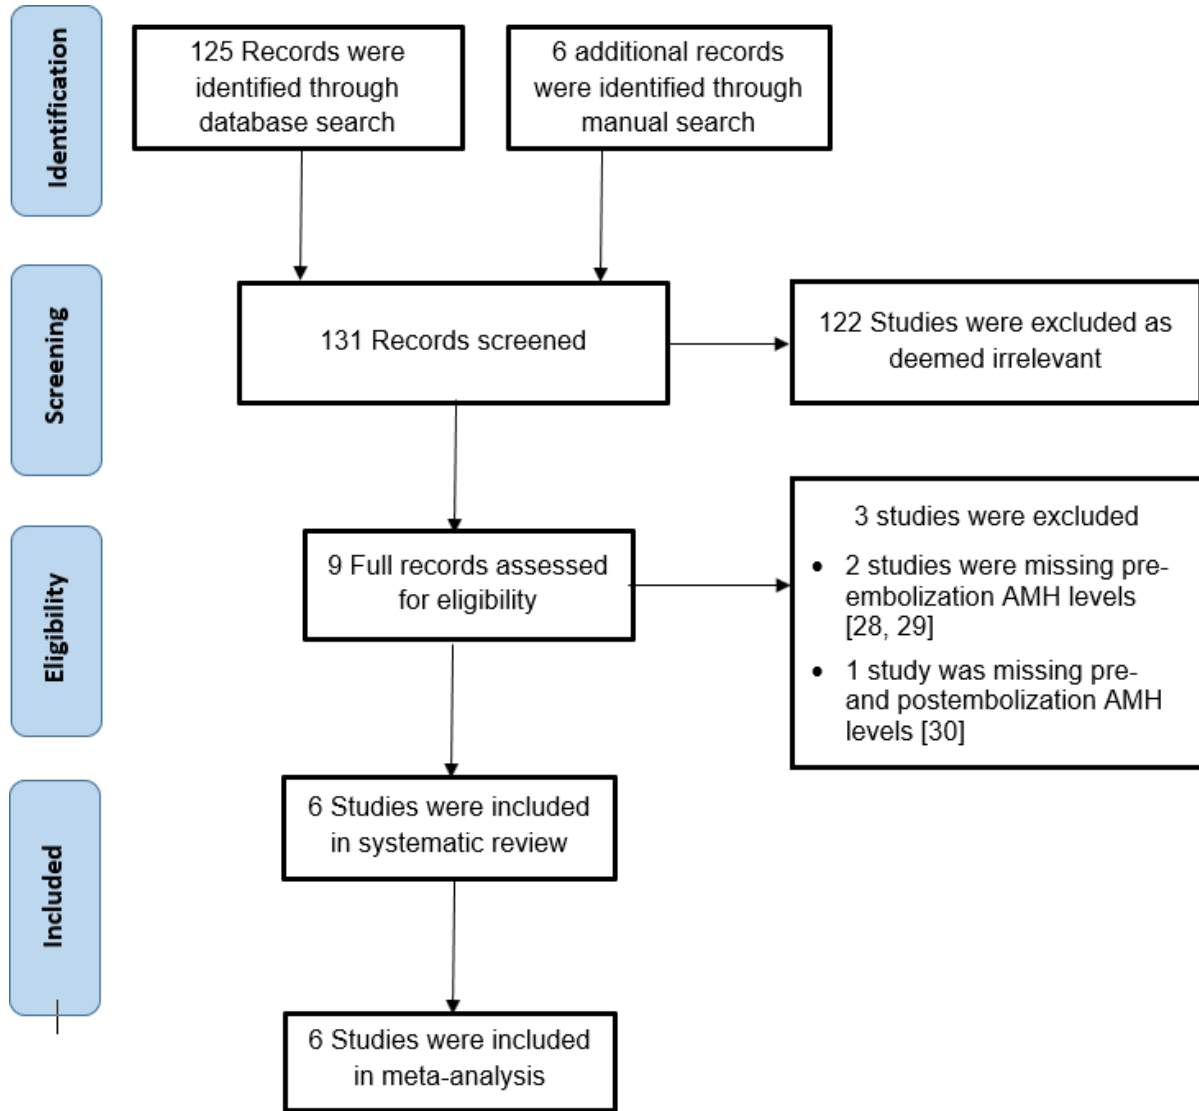 Identification
125 Records were
identified through
database search
6 additional records
were identified through
manual search
Screening
131 Records screened
122 Studies were excluded as
deemed irrelevant
Eligibility
9 Full records assessed
for eligibility
3 studies were excluded
• 2 studies were missing pre-
embolization AMH levels
[28, 29]
• 1 study was missing pre-
and postembolization AMH
levels [30]
Included
6 Studies were included
in systematic review
6 Studies were included
in meta-analysis